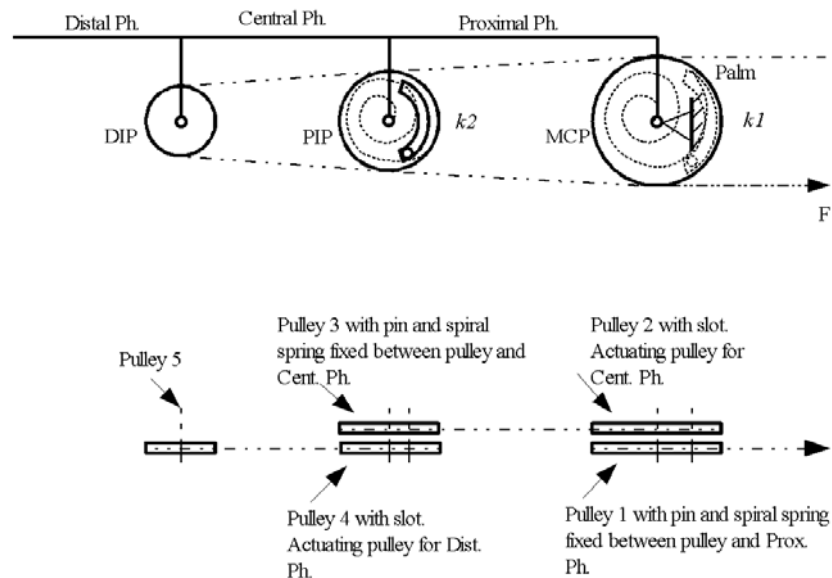 Distal Ph.
Central Ph.
Proximal Ph.
Palm
DIP
PIP
k2
MCP
k1
F
Pulley 5
Pulley 3 with pin and spiral
spring fixed between pulley and
Cent. Ph.
Pulley 2 with slot.
Actuating pulley for
Cent. Ph.
Pulley 4 with slot.
Actuating pulley for Dist.
Ph.
Pulley 1 with pin and spiral spring
fixed between pulley and Prox.
Ph.